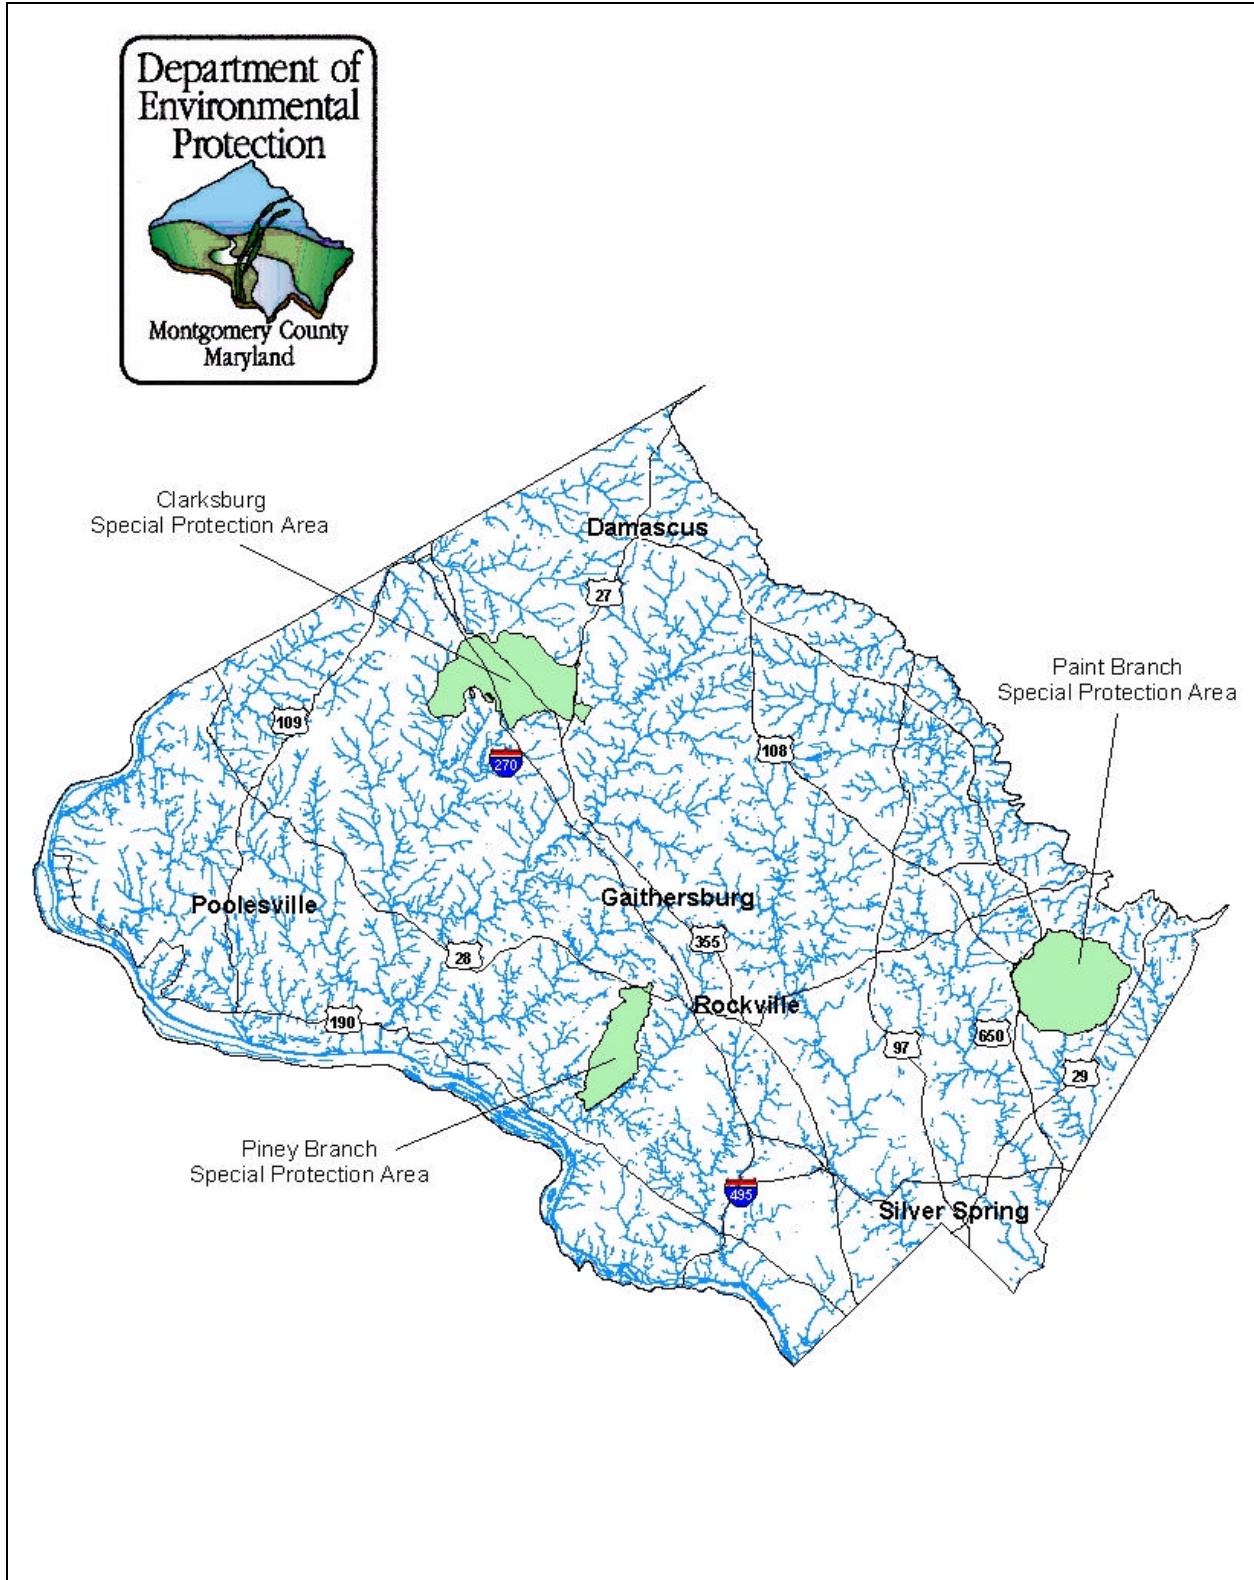 Department of
Environmental
Protection
Montgomery County
Maryland
Clarksburg
Special Protection Area
Damascus
27
Paint Branch
Special Protection Area
109
108
270
Poolesville
Gaithersburg
355
28
Rockville
190
650
97
29
Piney Branch
Special Protection Area
495
Silver Spring